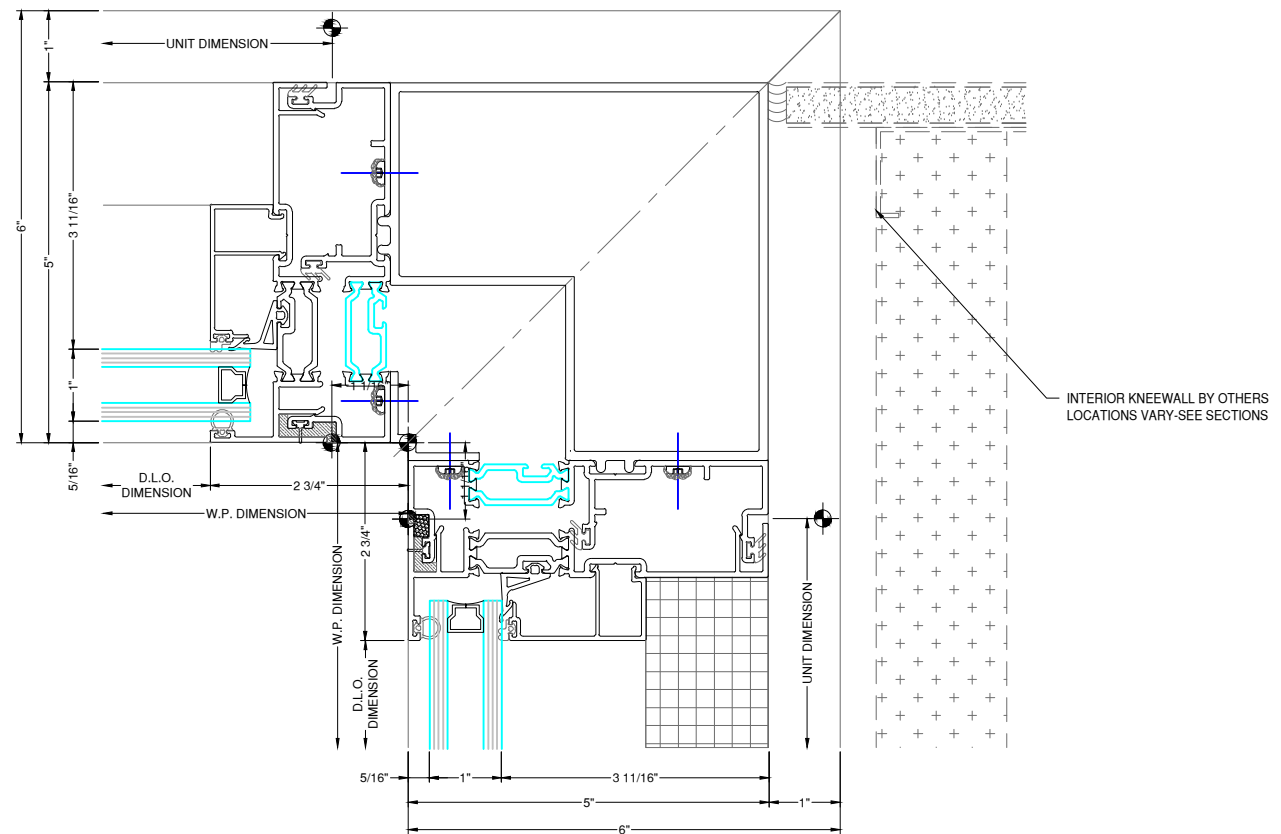 UNIT DIMENSION
1"
6"
5"
3 11/16"
1"
5/16"
D.L.O.
DIMENSION
2 3/4"
W.P. DIMENSION
INTERIOR KNEEWALL BY OTHERS
LOCATIONS VARY-SEE SECTIONS
2 3/4"
W.P. DIMENSION
D.L.O.
DIMENSION
UNIT DIMENSION
5/16"
1"
3 11/16"
5"
1"
6"